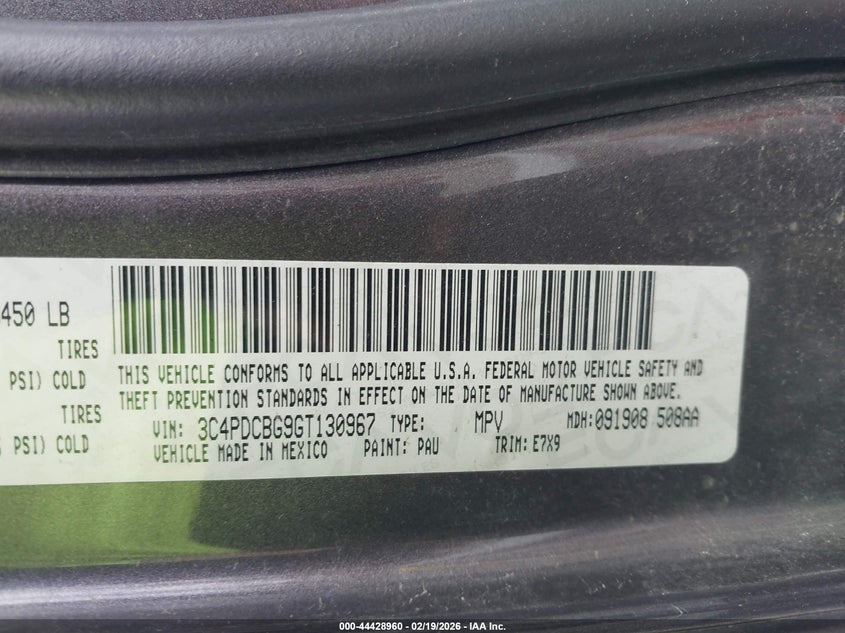 450 LB
TIRES
PSI) COLD
TIRES
PSI) COLD
THIS VEHICLE CONFORMS TO ALL APPLICABLE U.S.A. FEDERAL MOTOR VEHICLE SAFETY AND
THEFT PREVENTION STANDARDS IN EFFECT ON THE DATE OF MANUFACTURE SHOWN ABOVE.
VIN: 3C4PDCBG9GT130967 TYPE: MPV MDH:091908 508AA
VEHICLE MADE IN MEXICO PAINT: PAU TRIM: E7X9
000-44428960 - 02/19/2026 - IAA Inc.